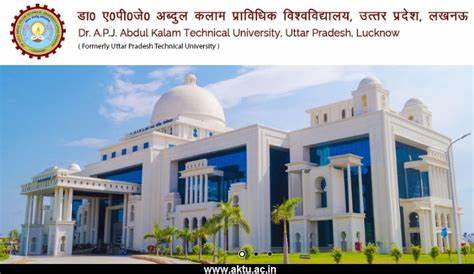 डा0 ए0पी0जे0 अब्दुल कलाम प्राविधिक विश्वविद्यालय, उत्तर प्रदेश, लखनऊ
Dr. A.P.J. Abdul Kalam Technical University, Uttar Pradesh, Lucknow
( Formerly Uttar Pradesh Technical University )
www.aktu.ac.in